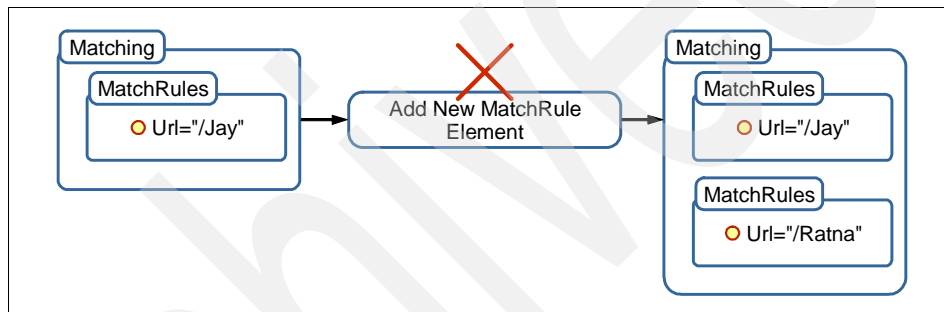 Matching
MatchRules
Url="/Jay"
Add New MatchRule
Element
Matching
MatchRules
Url="/Jay"
MatchRules
Url="/Ratna"